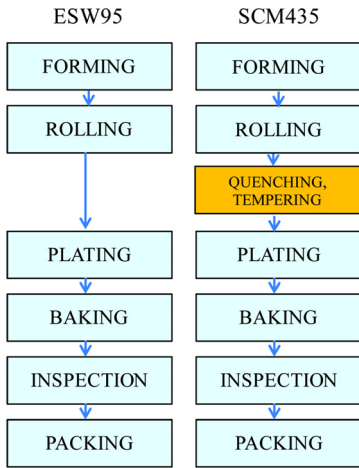 ESW95
FORMING
ROLLING
PLATING
BAKING
INSPECTION
PACKING
SCM435
FORMING
ROLLING
QUENCHING,
TEMPERING
PLATING
BAKING
INSPECTION
PACKING